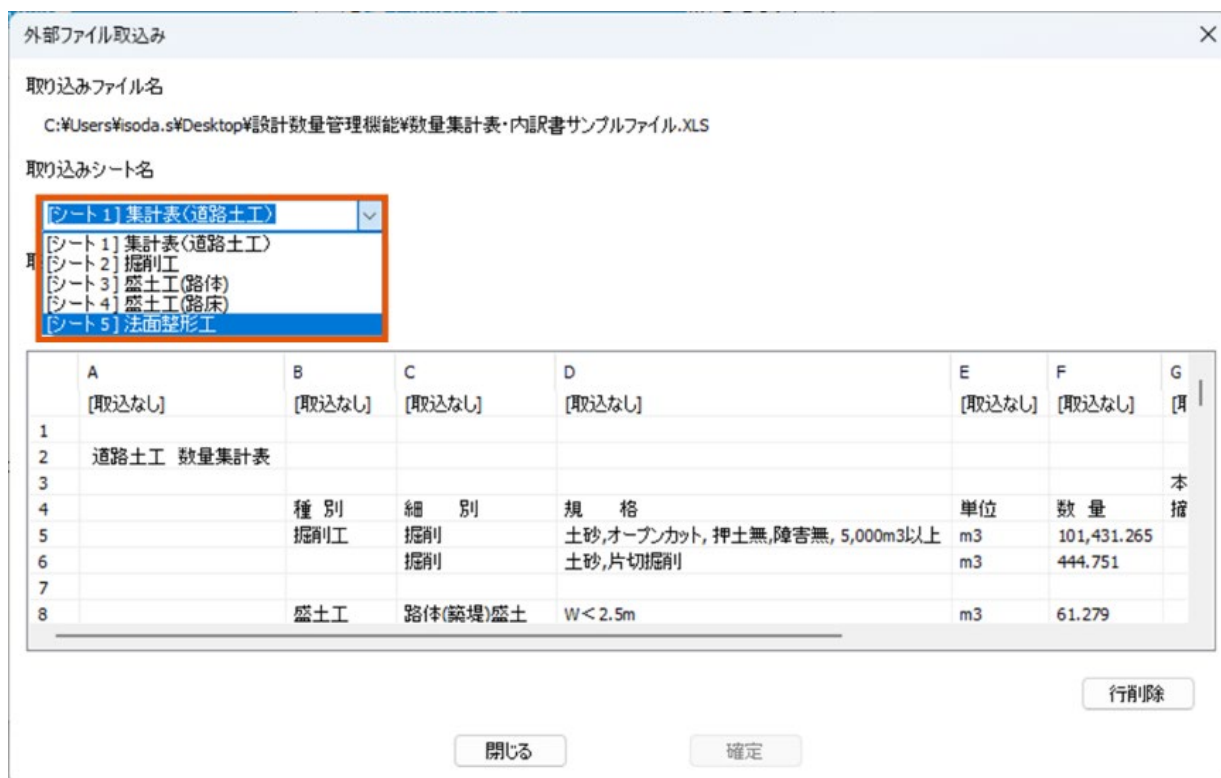 外部ファイル取込み
取り込みファイル名
C:¥Users¥isoda.s¥Desktop¥設計数量管理機能¥数量集計表・内訳書サンプルファイル.XLS
取り込みシート名
[シート1] 集計表(道路土工)
[シート1] 集計表(道路土工)
[シート2] 掘削工
[シート3] 盛土工(路体)
[シート4] 盛土工(路床)
[シート5] 法面整形工
取
A B C D E F G
[取込なし] [取込なし] [取込なし] [取込なし] [取込なし] [取込なし]
1
2 道路土工 数量集計表
3 本
4 種 別 細 別 規 格 単位 数 量 摘
5 掘削工 掘削 土砂,オープンカット, 押土無,障害無, 5,000m3以上 m3 101,431.265
6 掘削 土砂,片切掘削 m3 444.751
7
8 盛土工 路体(築堤)盛土 W<2.5m m3 61.279
行削除
閉じる 確定